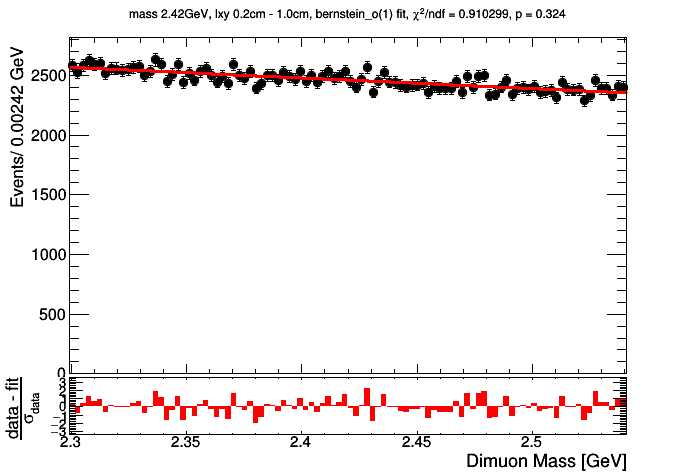 mass 2.42GeV, lxy 0.2cm - 1.0cm, bernstein_o(1) fit, χ²/ndf = 0.910299, p = 0.324
Events/ 0.00242 GeV
2500
2000
1500
1000
500
0
data - fit
σdata
3
2
1
0
−1
−2
−3
2.3 2.35 2.4 2.45 2.5
Dimuon Mass [GeV]